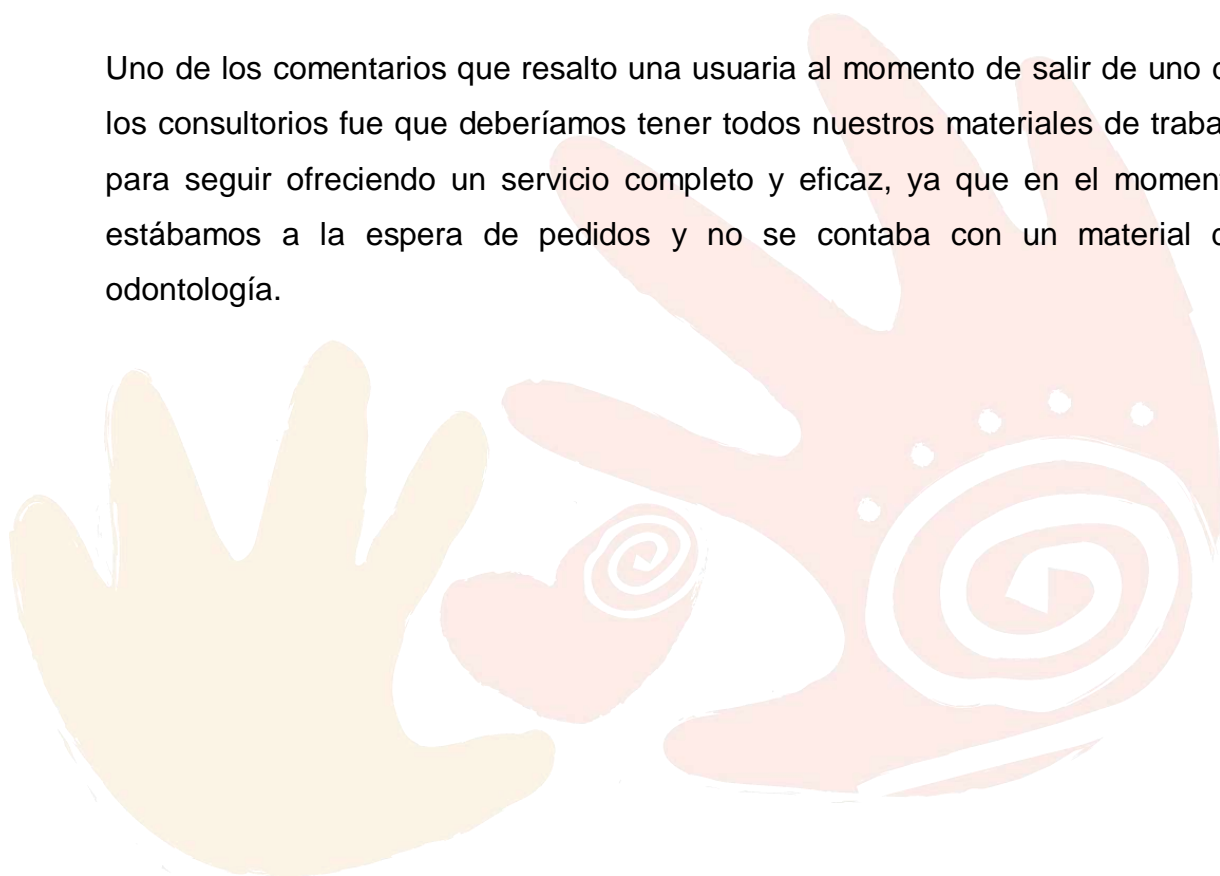 Uno de los comentarios que resalto una usuaria al momento de salir de uno
los consultorios fue que deberíamos tener todos nuestros materiales de
para seguir ofreciendo un servicio completo y eficaz, ya que en el
estábamos a la espera de pedidos y no se contaba con un material
odontología.